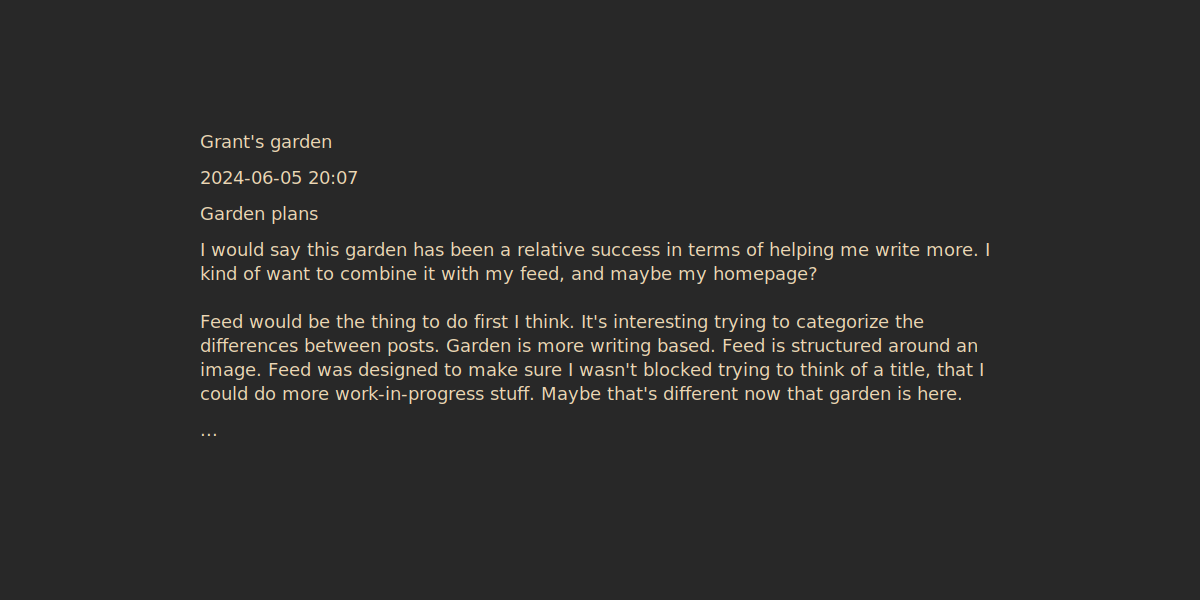 Grant's garden
2024-06-05 20:07
Garden plans
I would say this garden has been a relative success in terms of helping me write more. I
kind of want to combine it with my feed, and maybe my homepage?
Feed would be the thing to do first I think. It's interesting trying to categorize the
differences between posts. Garden is more writing based. Feed is structured around an
image. Feed was designed to make sure I wasn't blocked trying to think of a title, that I
could do more work-in-progress stuff. Maybe that's different now that garden is here.
…